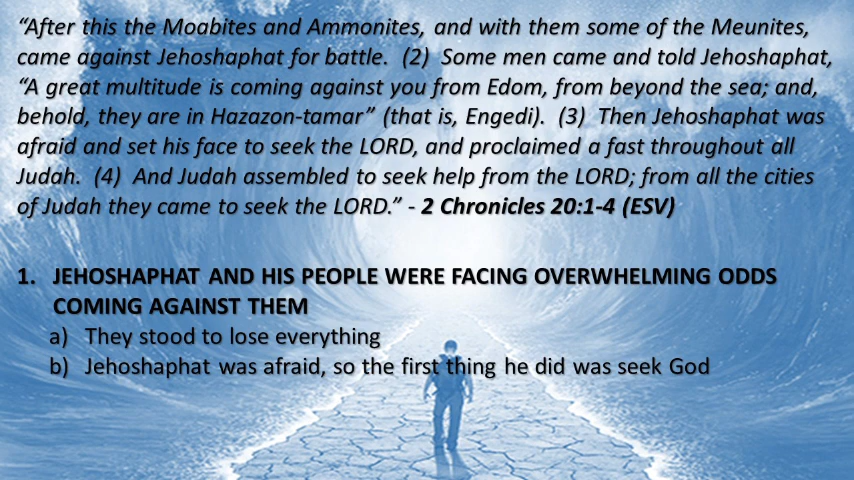 “After this the Moabites and Ammonites, and with them some of the Meunites,
came against Jehoshaphat for battle.  (2)  Some men came and told Jehoshaphat,
“A great multitude is coming against you from Edom, from beyond the sea; and,
behold, they are in Hazazon-tamar” (that is, Engedi).  (3)  Then Jehoshaphat was
afraid and set his face to seek the LORD, and proclaimed a fast throughout all
Judah.  (4)  And Judah assembled to seek help from the LORD; from all the cities
of Judah they came to seek the LORD.” - 2 Chronicles 20:1-4 (ESV)
1. JEHOSHAPHAT AND HIS PEOPLE WERE FACING OVERWHELMING ODDS
COMING AGAINST THEM
a) They stood to lose everything
b) Jehoshaphat was afraid, so the first thing he did was seek God